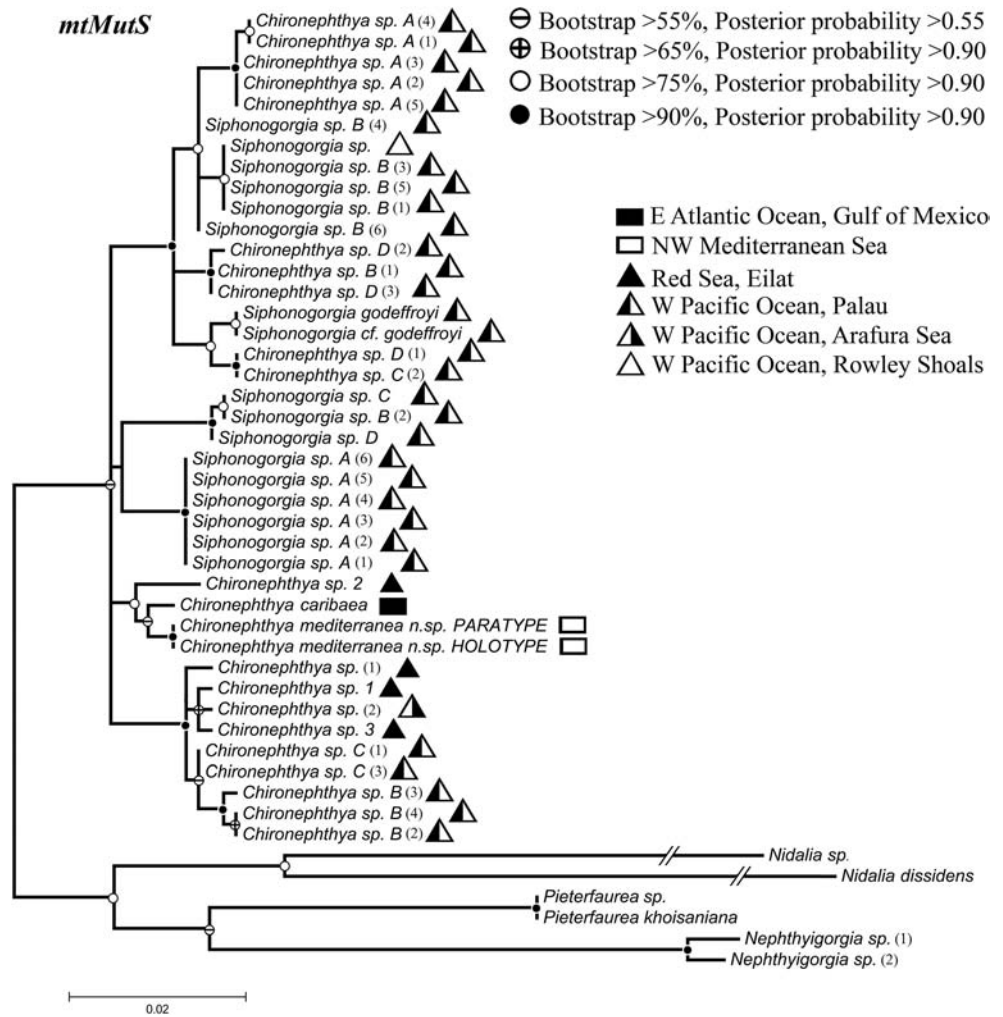 mtMutS
Bootstrap >55%, Posterior probability >0.55
Bootstrap >65%, Posterior probability >0.90
Bootstrap >75%, Posterior probability >0.90
Bootstrap >90%, Posterior probability >0.90
E Atlantic Ocean, Gulf of Mexico
NW Mediterranean Sea
Red Sea, Eilat
W Pacific Ocean, Palau
W Pacific Ocean, Arafura Sea
W Pacific Ocean, Rowley Shoals
Chironephthya sp. A (4)
Chironephthya sp. A (1)
Chironephthya sp. A (3)
Chironephthya sp. A (2)
Chironephthya sp. A (5)
Siphonogorgia sp. B (4)
Siphonogorgia sp.
Siphonogorgia sp. B (3)
Siphonogorgia sp. B (5)
Siphonogorgia sp. B (1)
Siphonogorgia sp. B (6)
Chironephthya sp. D (2)
Chironephthya sp. B (1)
Chironephthya sp. D (3)
Siphonogorgia godeffroyi
Siphonogorgia cf. godeffroyi
Chironephthya sp. D (1)
Chironephthya sp. C (2)
Siphonogorgia sp. C
Siphonogorgia sp. B (2)
Siphonogorgia sp. D
Siphonogorgia sp. A (6)
Siphonogorgia sp. A (5)
Siphonogorgia sp. A (4)
Siphonogorgia sp. A (3)
Siphonogorgia sp. A (2)
Siphonogorgia sp. A (1)
Chironephthya sp. 2
Chironephthya caribaea
Chironephthya mediterranea n.sp. PARATYPE
Chironephthya mediterranea n.sp. HOLOTYPE
Chironephthya sp. (1)
Chironephthya sp. 1
Chironephthya sp. (2)
Chironephthya sp. 3
Chironephthya sp. C (1)
Chironephthya sp. C (3)
Chironephthya sp. B (3)
Chironephthya sp. B (4)
Chironephthya sp. B (2)
Nidalia sp.
Nidalia dissidens
Pieterfaurea sp.
Pieterfaurea khoisaniana
Nephthyigorgia sp. (1)
Nephthyigorgia sp. (2)
0.02